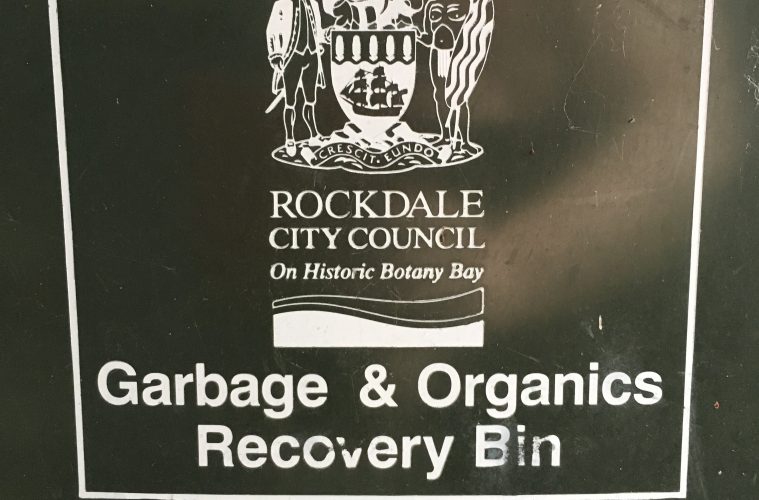 CRESCIT · EUNDO
ROCKDALE
CITY COUNCIL
On Historic Botany Bay
Garbage & Organics
Recovery Bin